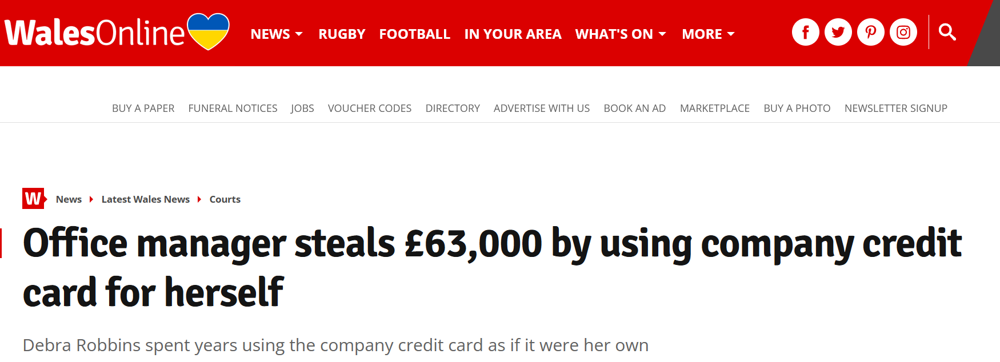 WalesOnline
NEWS RUGBY FOOTBALL IN YOUR AREA WHAT'S ON MORE
BUY A PAPER FUNERAL NOTICES JOBS VOUCHER CODES DIRECTORY ADVERTISE WITH US BOOK AN AD MARKETPLACE BUY A PHOTO NEWSLETTER SIGNUP
W News Latest Wales News Courts
Office manager steals £63,000 by using company credit
card for herself
Debra Robbins spent years using the company credit card as if it were her own